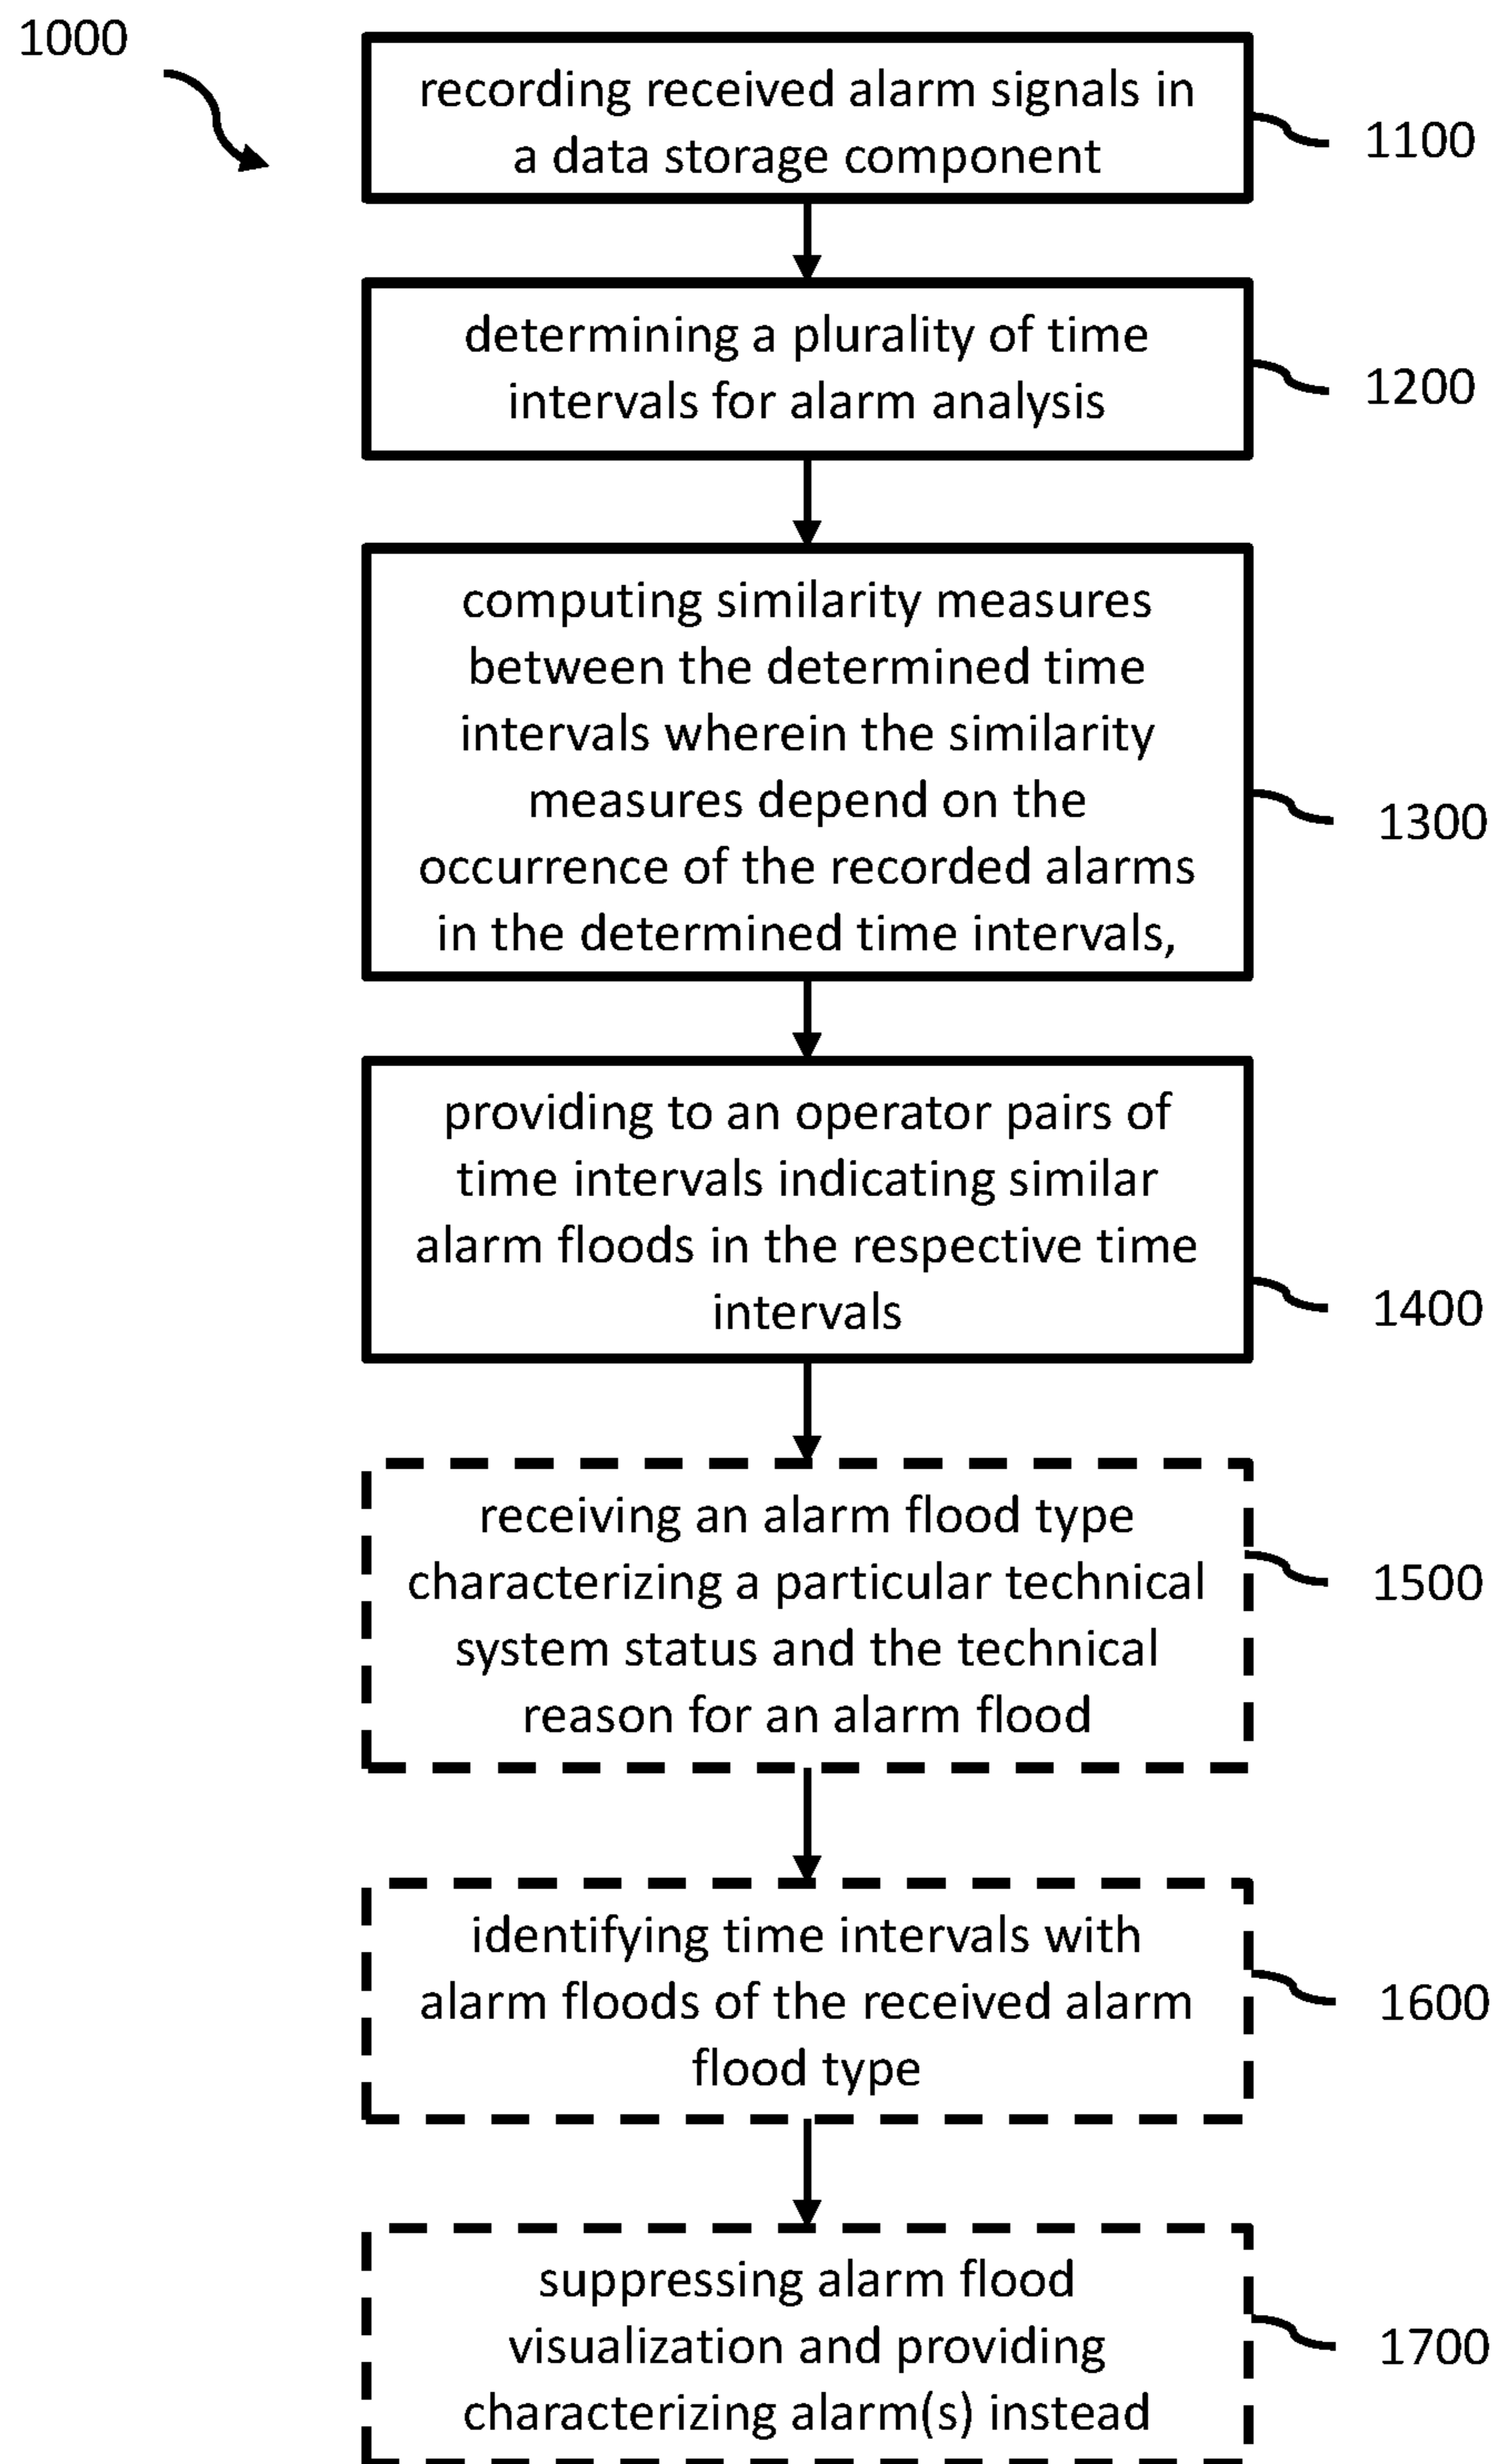 1000
recording received alarm signals in
a data storage component
1100
determining a plurality of time
intervals for alarm analysis
1200
computing similarity measures
between the determined time
intervals wherein the similarity
measures depend on the
occurrence of the recorded alarms
in the determined time intervals,
1300
providing to an operator pairs of
time intervals indicating similar
alarm floods in the respective time
intervals
1400
receiving an alarm flood type
characterizing a particular technical
system status and the technical
reason for an alarm flood
1500
identifying time intervals with
alarm floods of the received alarm
flood type
1600
suppressing alarm flood
visualization and providing
characterizing alarm(s) instead
1700